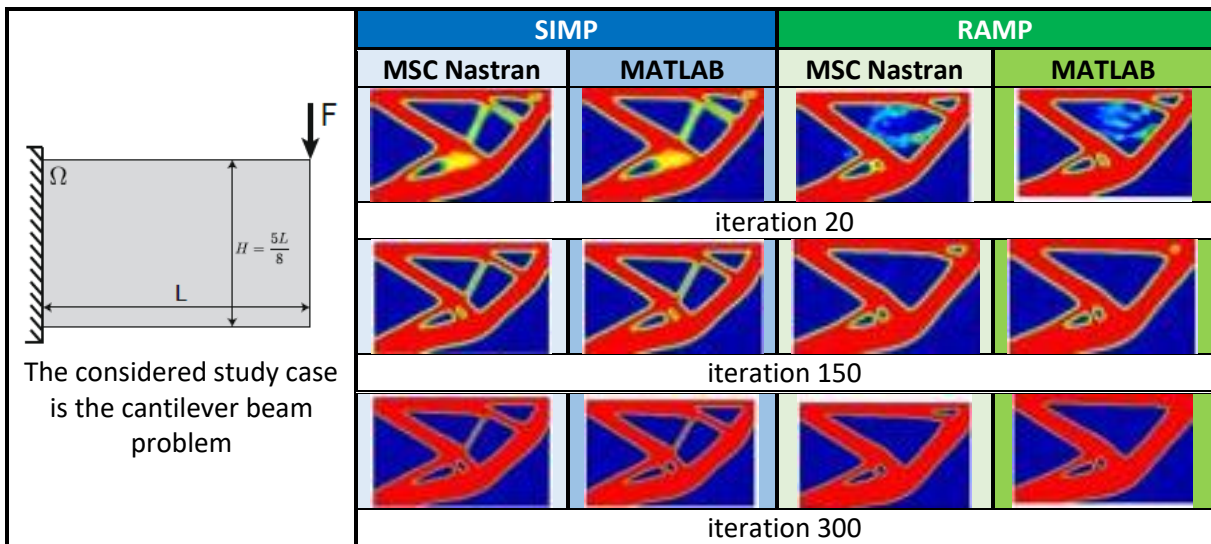 SIMP
RAMP
MSC Nastran
MATLAB
MSC Nastran
MATLAB
F
Ω
H = 5L/8
L
The considered study case
is the cantilever beam
problem
iteration 20
iteration 150
iteration 300